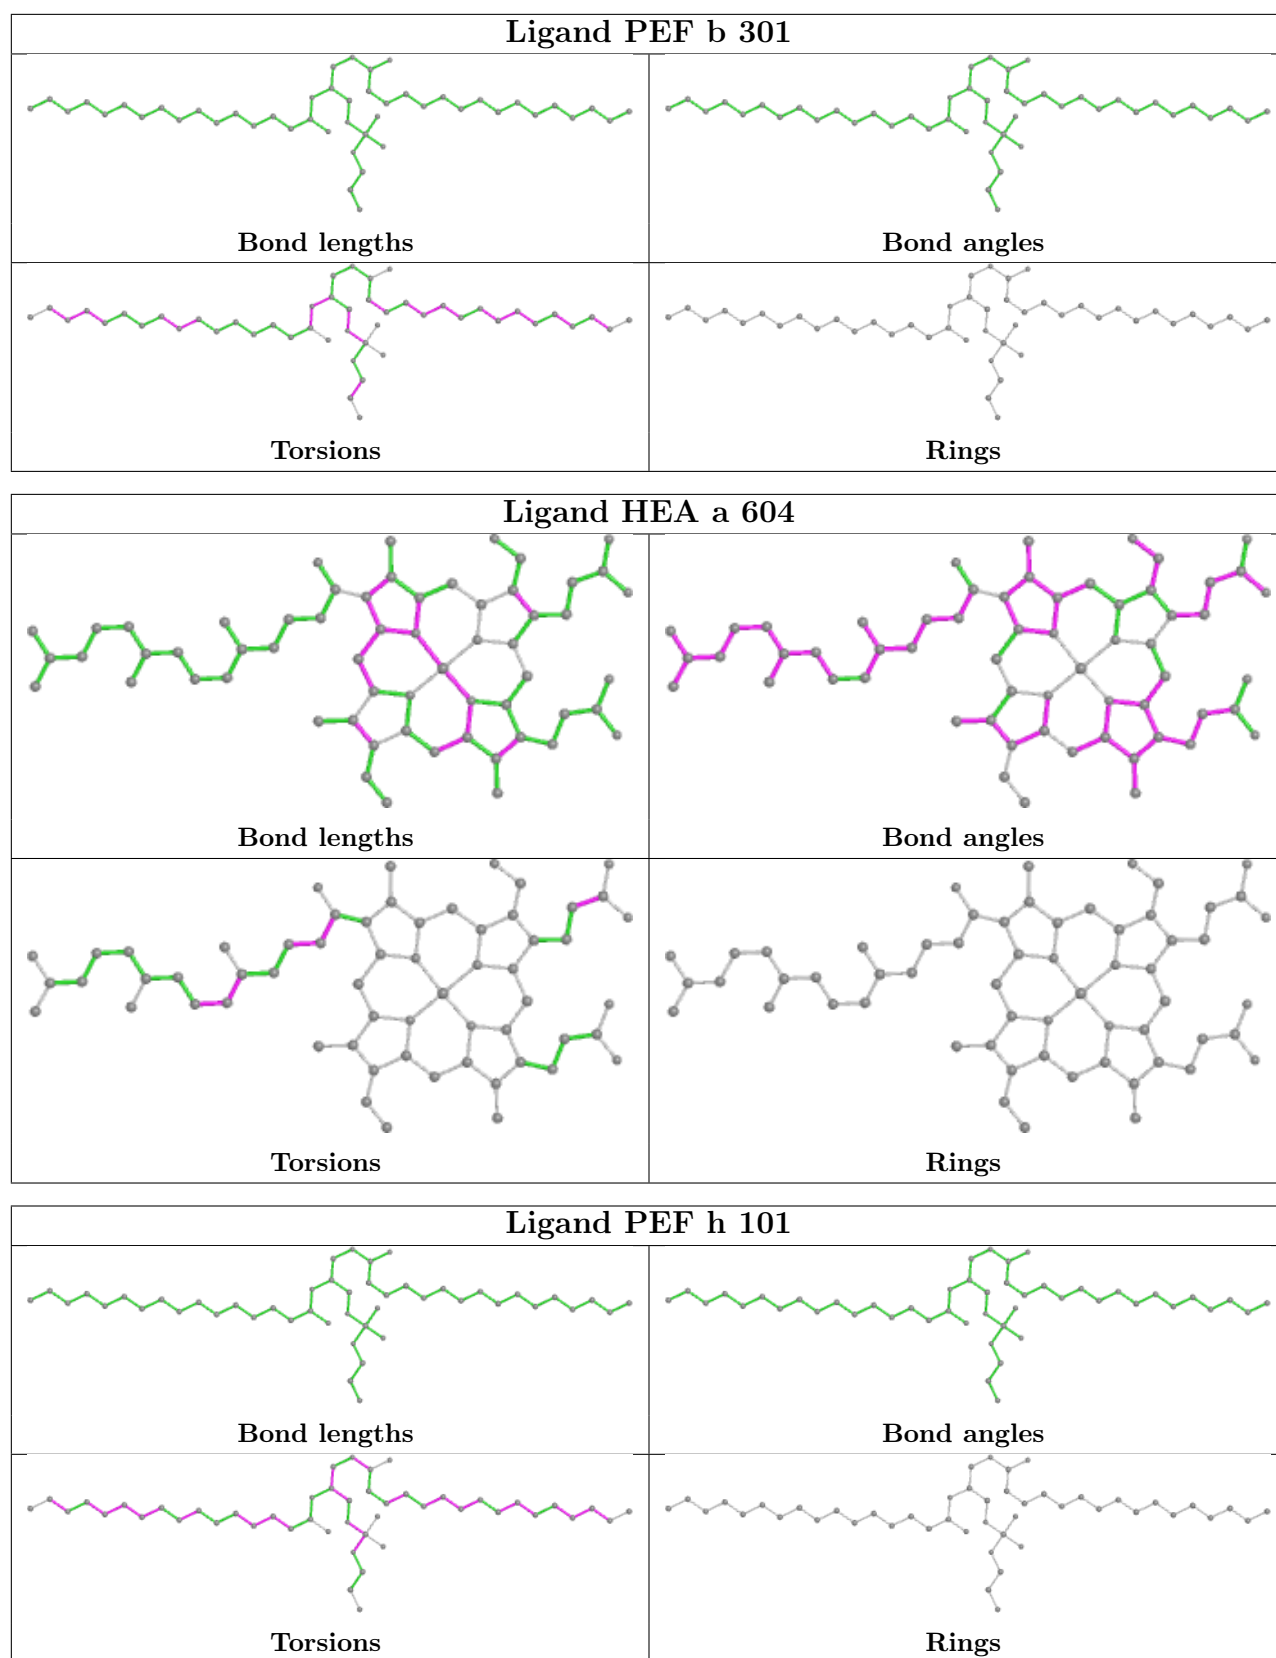 Ligand PEF b 301
Bond lengths
Bond angles
Torsions
Rings
Ligand HEA a 604
Bond lengths
Bond angles
Torsions
Rings
Ligand PEF h 101
Bond lengths
Bond angles
Torsions
Rings